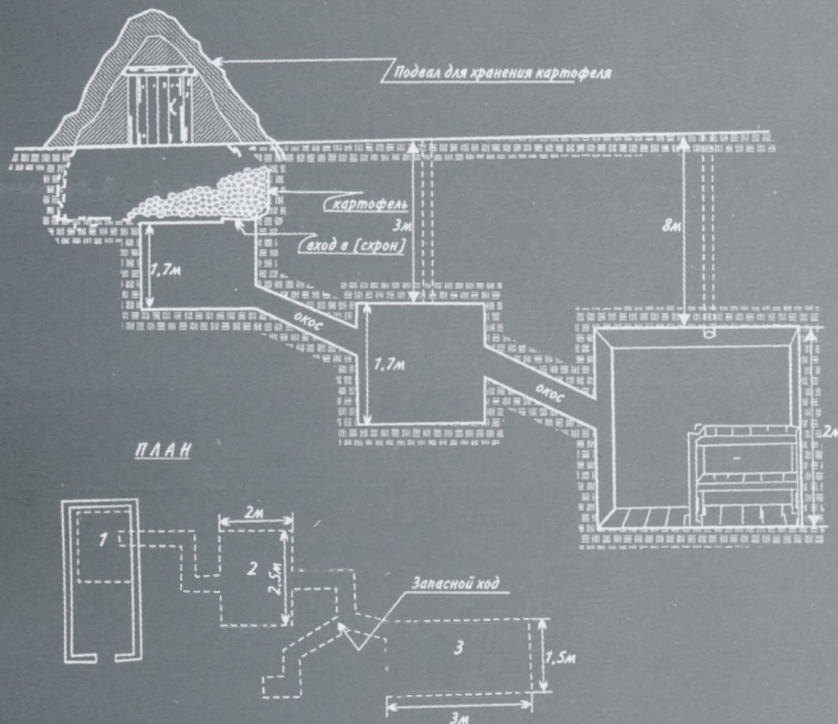 Подвал для хранения картофеля
картофель
3м
8м
вход в [схрон]
1,7м
окос
1,7м
окос
2м
ПЛАН
2м
1
2
2,5м
Запасной ход
3
1,5м
3м